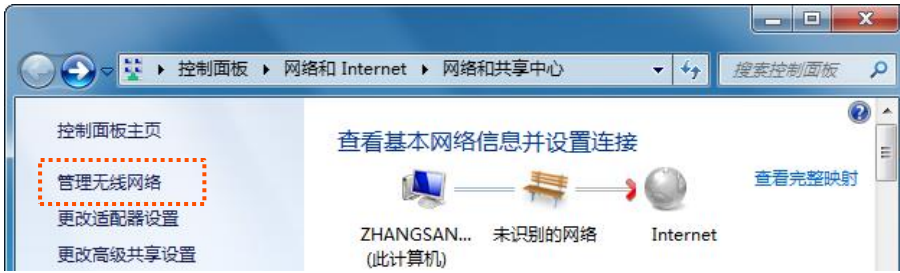 控制面板 网络和 Internet 网络和共享中心 搜索控制面板
控制面板主页
查看基本网络信息并设置连接
管理无线网络
查看完整映射
更改适配器设置
ZHANGSAN... 未识别的网络 Internet
(此计算机)
更改高级共享设置